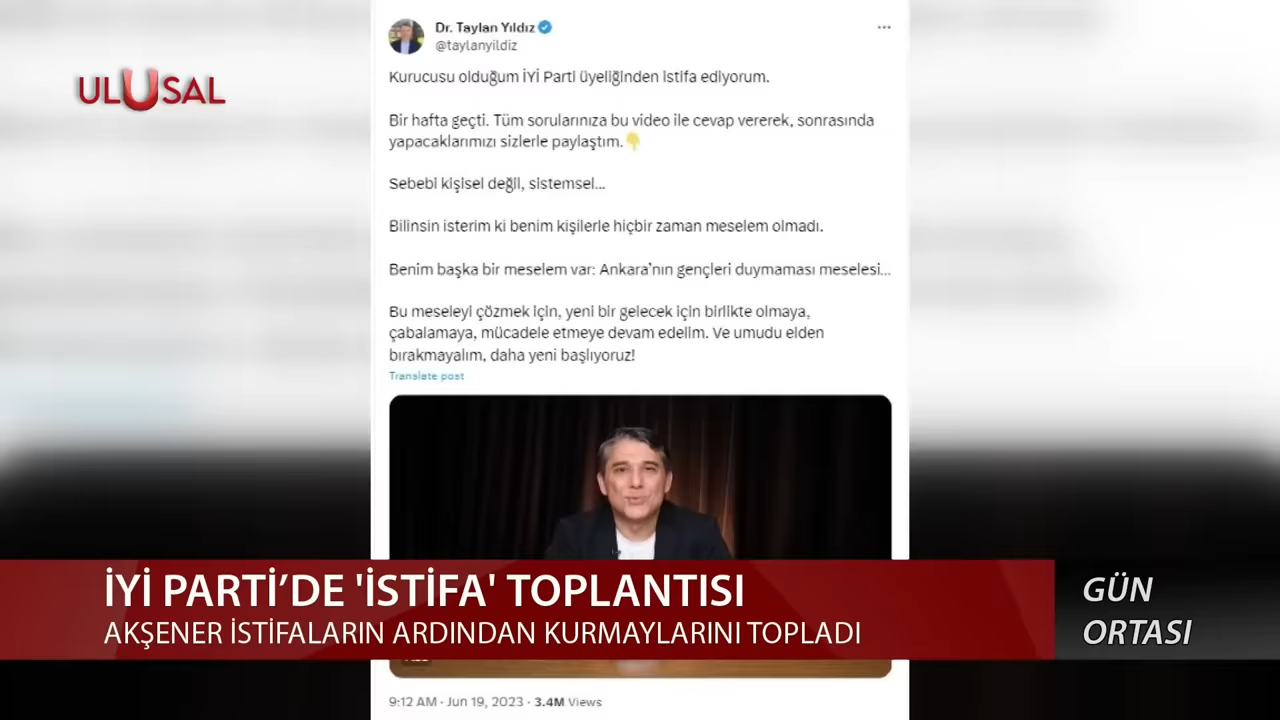 Dr. Taylan Yıldız
@taylanyildiz
Kurucusu olduğum İYİ Parti üyeliğinden istifa ediyorum.
Bir hafta geçti. Tüm sorularınıza bu video ile cevap vererek, sonrasında
yapacaklarımızı sizlerle paylaştım.👇
Sebebi kişisel değil, sistemsel...
Bilinsin isterim ki benim kişilerle hiçbir zaman meselem olmadı.
Benim başka bir meselem var: Ankara’nın gençleri duymaması meselesi...
Bu meseleyi çözmek için, yeni bir gelecek için birlikte olmaya,
çabalamaya, mücadele etmeye devam edelim. Ve umudu elden
bırakmayalım, daha yeni başlıyoruz!
Translate post
ULUSAL
İYİ PARTİ’DE 'İSTİFA' TOPLANTISI
AKŞENER İSTİFALARIN ARDINDAN KURMAYLARINI TOPLADI
GÜN
ORTASI
9:12 AM · Jun 19, 2023 · 3.4M Views